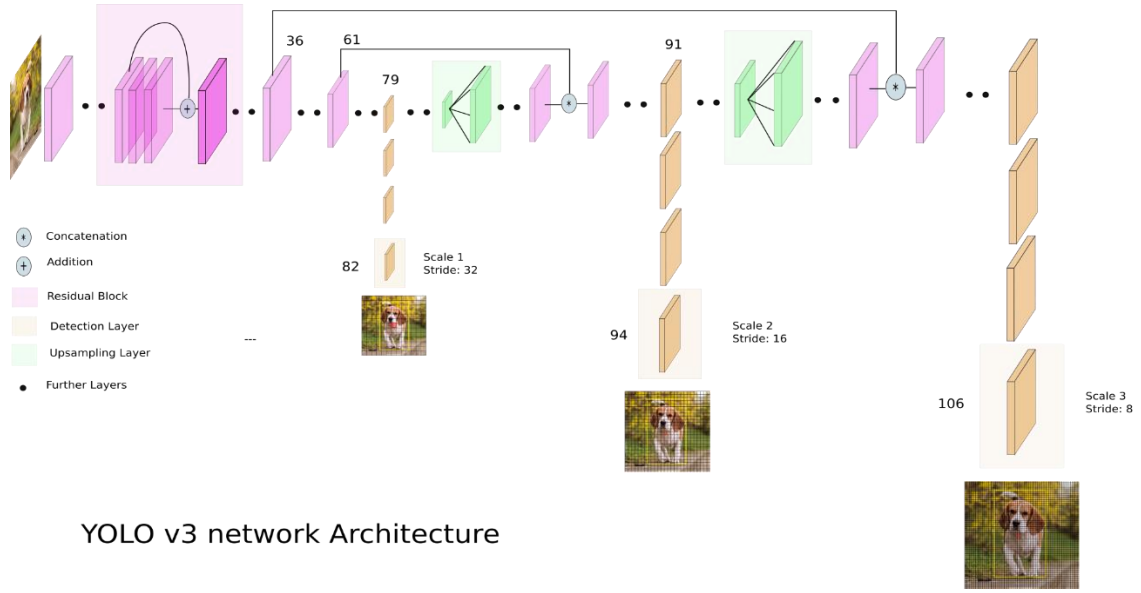 36
61
79
91
*
+
*
*
Concatenation
+
Addition
Residual Block
Detection Layer
Upsampling Layer
Further Layers
---
82
Scale 1
Stride: 32
94
Scale 2
Stride: 16
106
Scale 3
Stride: 8
YOLO v3 network Architecture